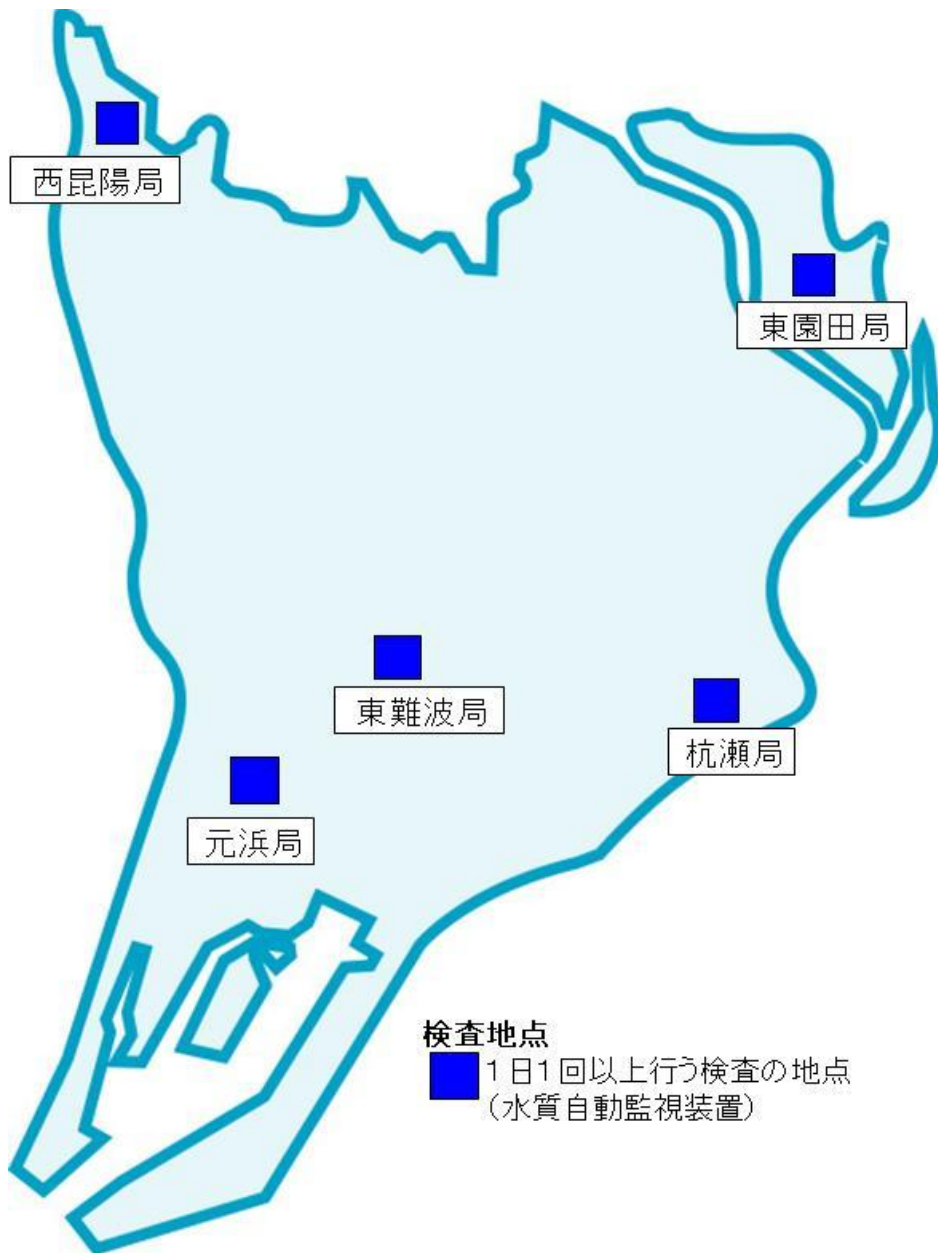 西昆陽局
東園田局
東難波局
杭瀬局
元浜局
検査地点
1日1回以上行う検査の地点
(水質自動監視装置)